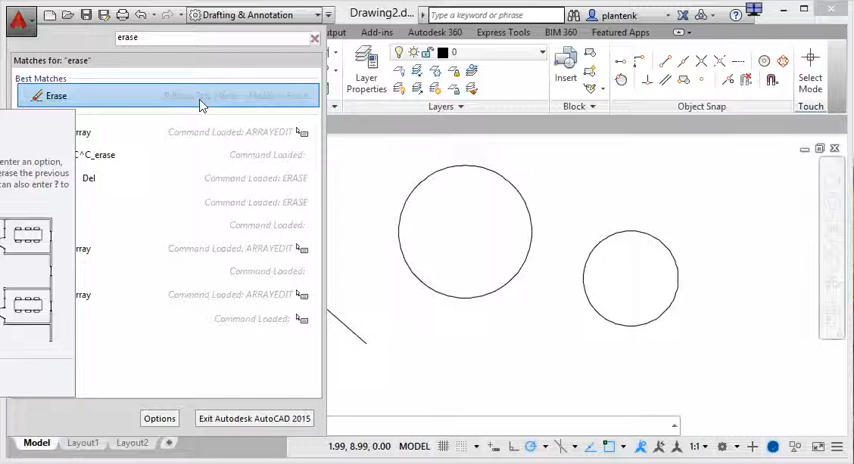 Drafting & Annotation
Drawing2.d...
Type a keyword or phrase
plantenk
erase
Matches for: "erase"
Best Matches
Erase
rray
Command Loaded: ARRAYEDIT
C^C_erase
Command Loaded:
Del
Command Loaded: ERASE
Command Loaded: ERASE
Command Loaded:
rray
Command Loaded: ARRAYEDIT
Command Loaded:
rray
Command Loaded: ARRAYEDIT
Command Loaded:
enter an option,
erase the previous
can also enter ? to
Options
Exit Autodesk AutoCAD 2015
utput
Add-ins
Autodesk 360
Express Tools
BIM 360
Featured Apps
0
Layer
Properties
Layers
Insert
Block
Object Snap
Select
Mode
Touch
Model
Layout1
Layout2
1.99, 8.99, 0.00
MODEL
1:1